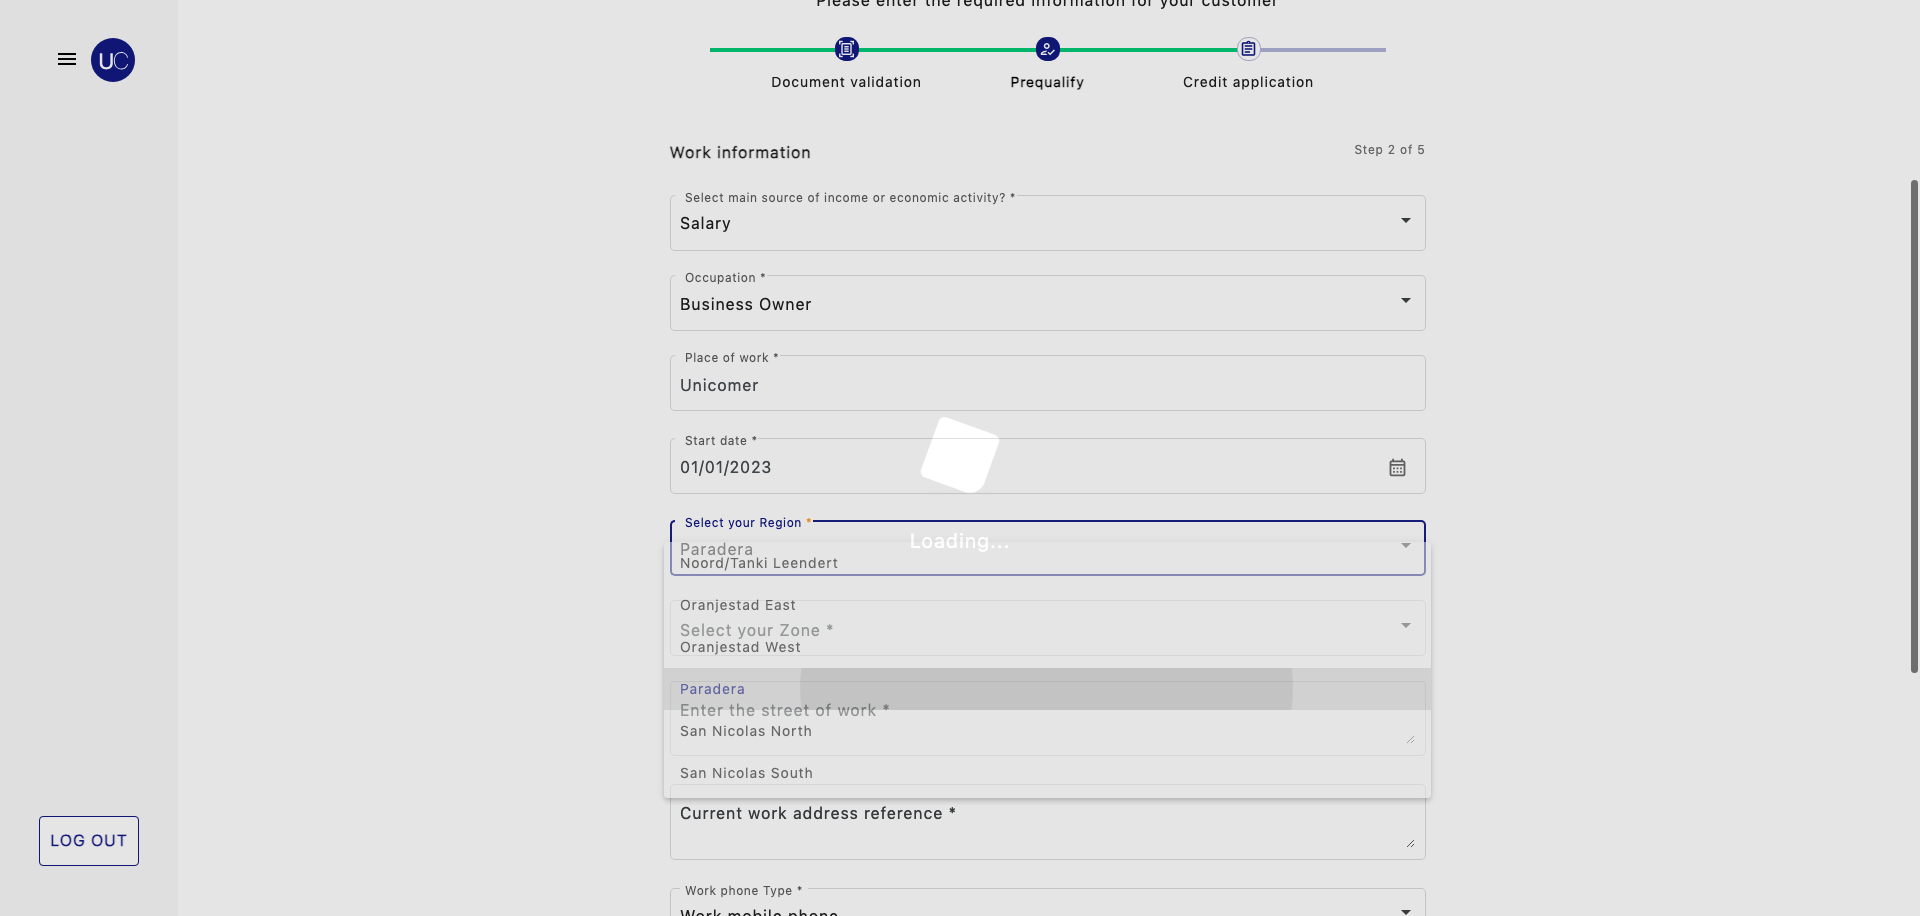 Please enter the required information for your customer
UC
Document validation
Prequalify
Credit application
Work information
Step 2 of 5
Select main source of income or economic activity? *
Salary
Occupation *
Business Owner
Place of work *
Unicomer
Start date *
01/01/2023
Select your Region *
Loading...
Paradera
Noord/Tanki Leendert
Oranjestad East
Select your Zone *
Oranjestad West
Paradera
Enter the street of work *
San Nicolas North
San Nicolas South
Current work address reference *
LOG OUT
Work phone Type *
Work mobile phone